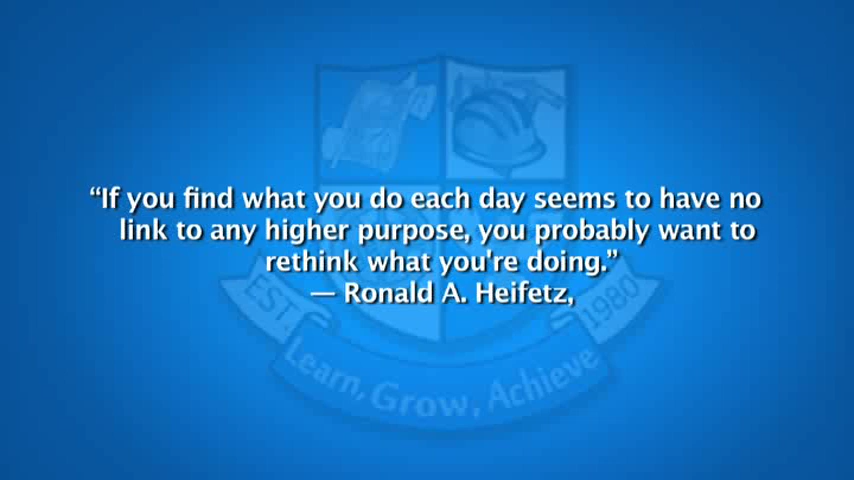 “If you find what you do each day seems to have no
link to any higher purpose, you probably want to
rethink what you're doing.”
— Ronald A. Heifetz,
EST.
1980
Learn, Grow, Achieve